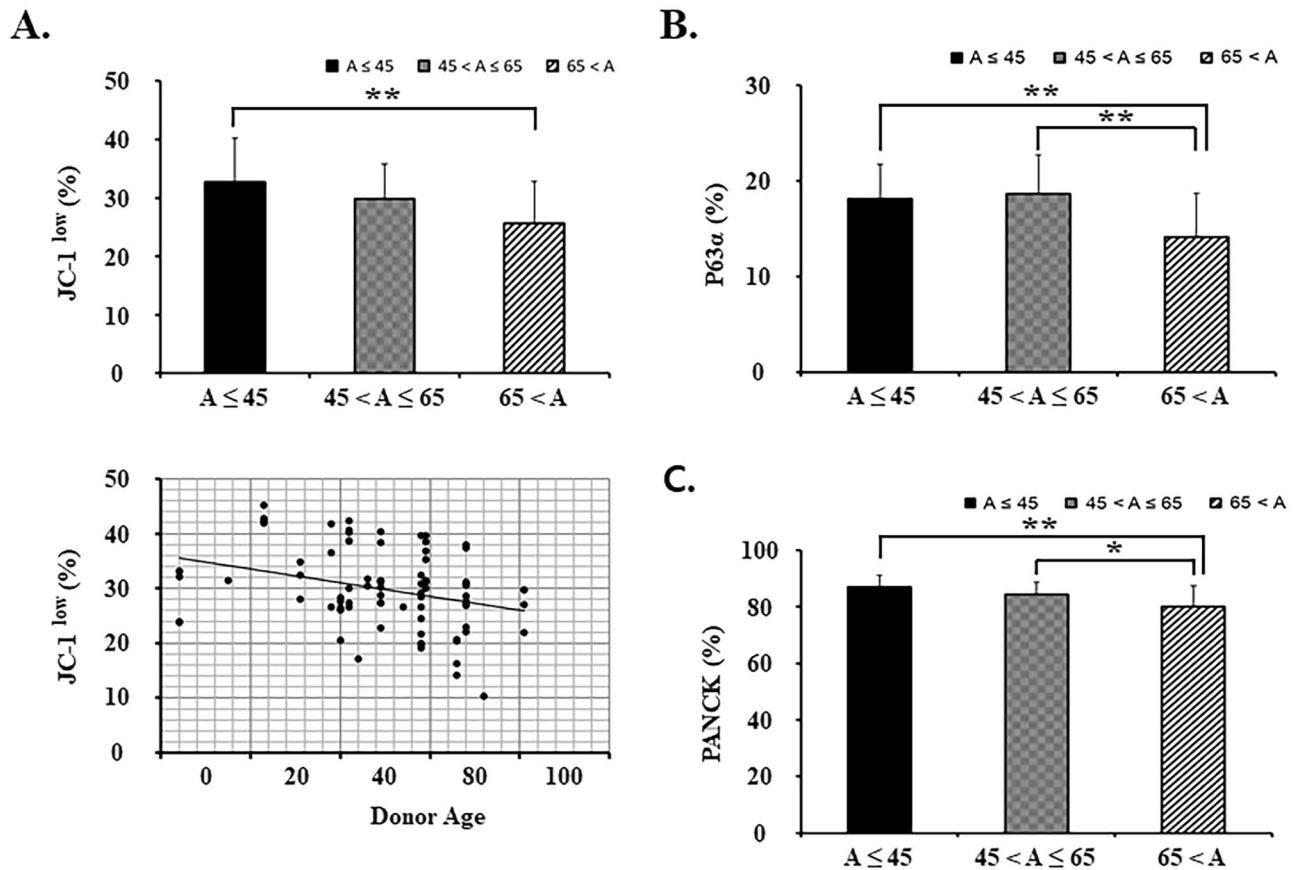 A.
A ≤ 45 45 < A ≤ 65 65 < A
50
40
30
20
10
0
JC-1 low (%)
**
A ≤ 45 45 < A ≤ 65 65 < A
50
40
30
20
10
0
JC-1 low (%)
0 20 40 80 100
Donor Age
B.
A ≤ 45 45 < A ≤ 65 65 < A
30
20
10
0
P63α (%)
**
**
A ≤ 45 45 < A ≤ 65 65 < A
C.
A ≤ 45 45 < A ≤ 65 65 < A
100
80
60
40
20
0
PANCK (%)
**
*
A ≤ 45 45 < A ≤ 65 65 < A